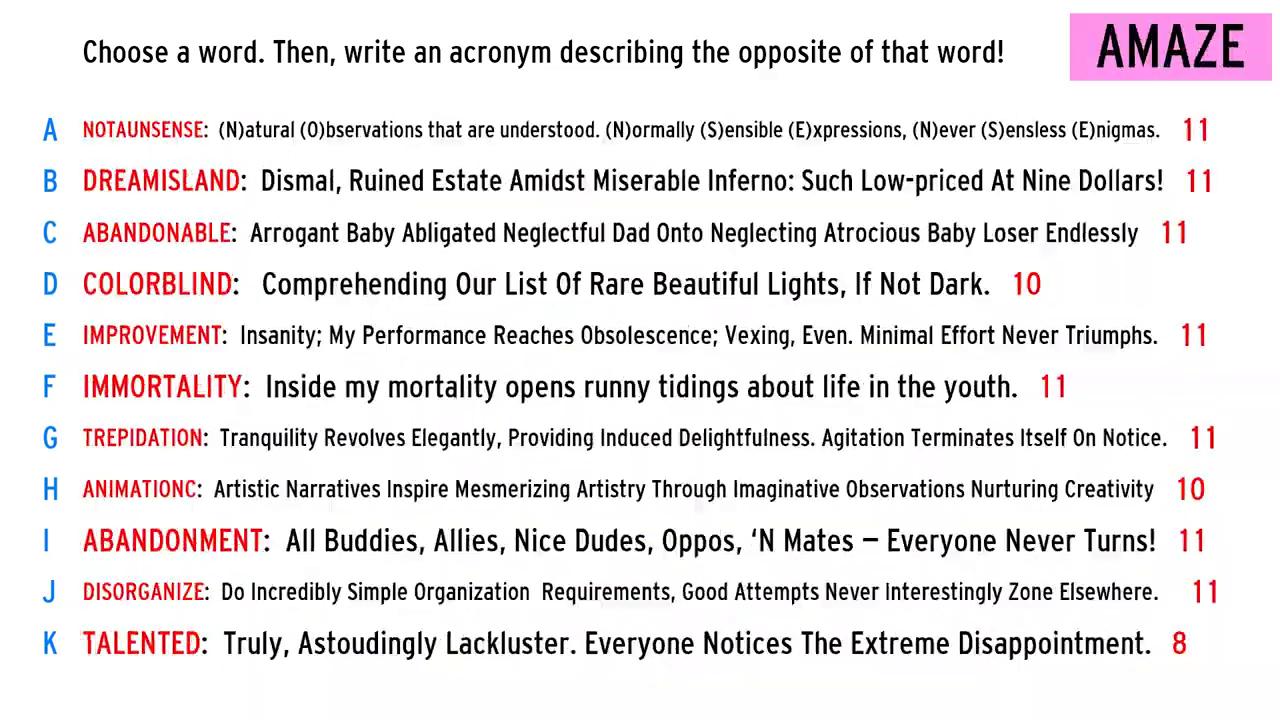 Choose a word. Then, write an acronym describing the opposite of that word!
AMAZE
A NOTAUNSENSE: (N)atural (O)bservations that are understood. (N)ormally (S)ensible (E)xpressions, (N)ever (S)ensless (E)nigmas. 11
B DREAMISLAND: Dismal, Ruined Estate Amidst Miserable Inferno: Such Low-priced At Nine Dollars! 11
C ABANDONABLE: Arrogant Baby Abligated Neglectful Dad Onto Neglecting Atrocious Baby Loser Endlessly 11
D COLORBLIND: Comprehending Our List Of Rare Beautiful Lights, If Not Dark. 10
E IMPROVEMENT: Insanity; My Performance Reaches Obsolescence; Vexing, Even. Minimal Effort Never Triumphs. 11
F IMMORTALITY: Inside my mortality opens runny tidings about life in the youth. 11
G TREPIDATION: Tranquility Revolves Elegantly, Providing Induced Delightfulness. Agitation Terminates Itself On Notice. 11
H ANIMATIONC: Artistic Narratives Inspire Mesmerizing Artistry Through Imaginative Observations Nurturing Creativity 10
I ABANDONMENT: All Buddies, Allies, Nice Dudes, Oppos, ‘N Mates – Everyone Never Turns! 11
J DISORGANIZE: Do Incredibly Simple Organization Requirements, Good Attempts Never Interestingly Zone Elsewhere. 11
K TALENTED: Truly, Astoudingly Lackluster. Everyone Notices The Extreme Disappointment. 8